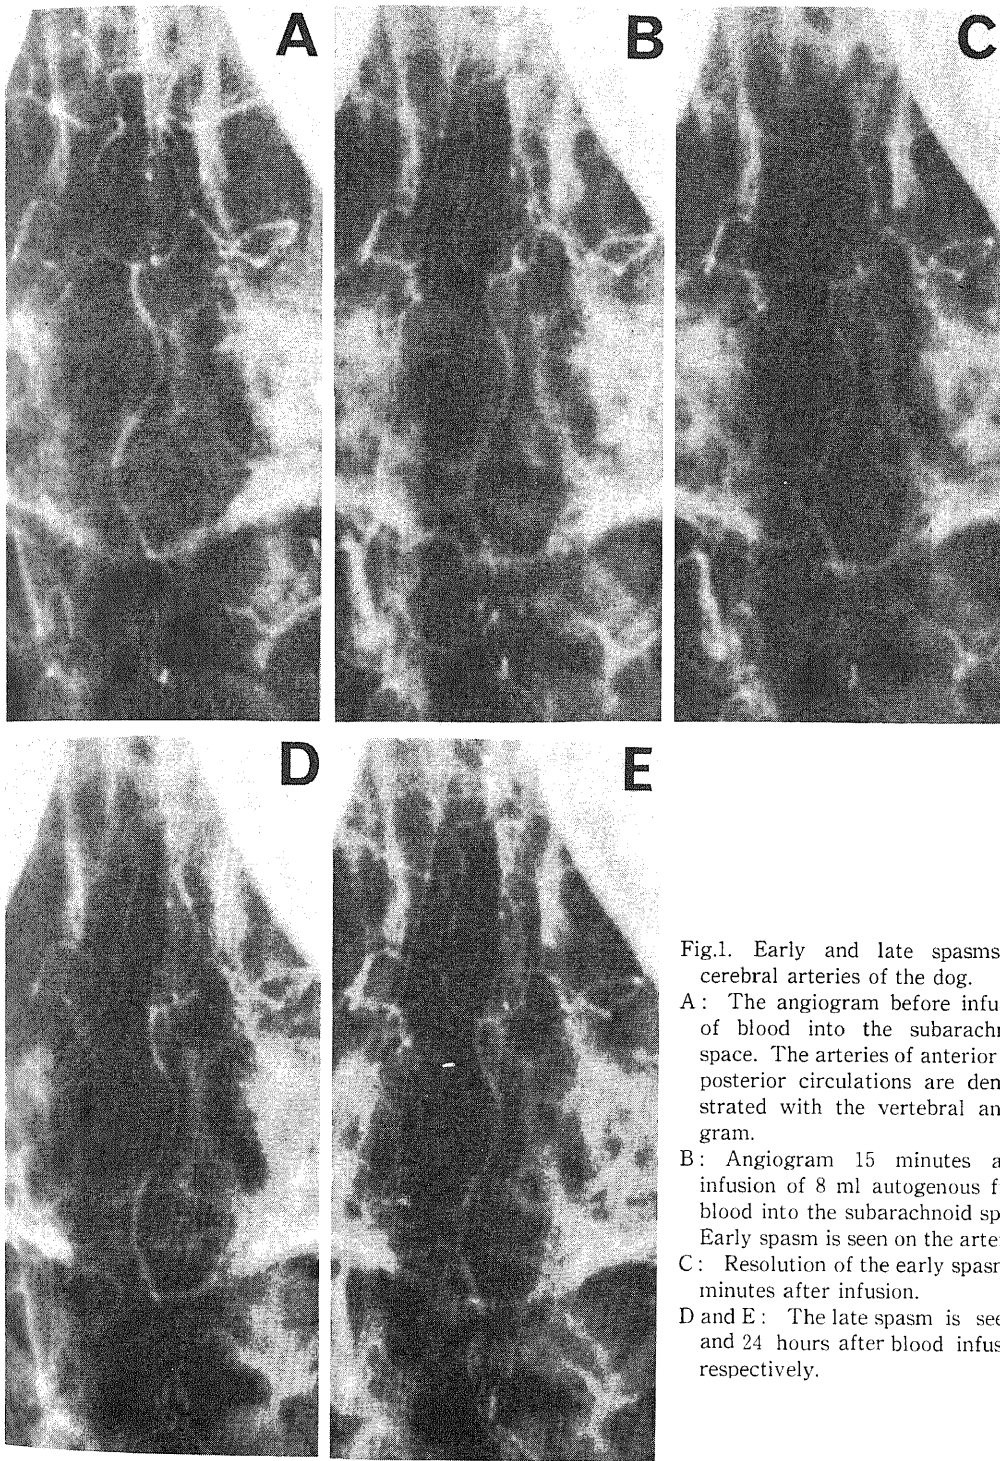 A
B
C
D
E
Fig.1. Early and late spasms
cerebral arteries of the dog.
A: The angiogram before infu
of blood into the subarach
space. The arteries of anterior
posterior circulations are dem
strated with the vertebral an
gram.
B: Angiogram 15 minutes a
infusion of 8 ml autogenous f
blood into the subarachnoid sp
Early spasm is seen on the arte
C: Resolution of the early spasm
minutes after infusion.
D and E: The late spasm is see
and 24 hours after blood infus
respectively.